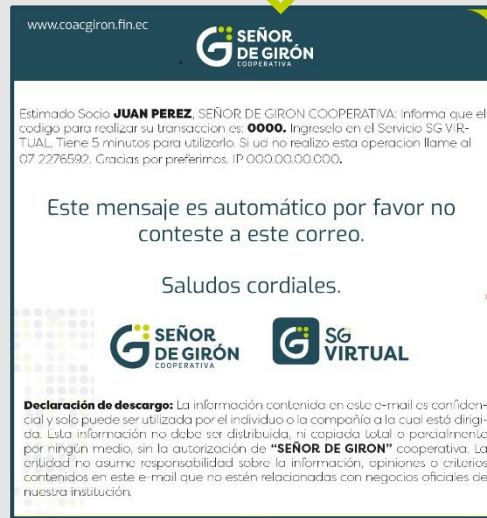 www.coacgiron.fin.ec
SEÑOR
DE GIRÓN
COOPERATIVA
Estimado Socio JUAN PEREZ, SEÑOR DE GIRON COOPERATIVA: Informa que el
codigo para realizar su transaccion es: 0000. Ingreselo en el Servicio SG VIR-
TUAL, Tiene 5 minutos para utilizarlo. Si ud no realizo esta operacion llame al
07 2276592. Gracias por preferirnos. IP 000.00.00.000.
Este mensaje es automático por favor no
conteste a este correo.
Saludos cordiales.
SEÑOR
DE GIRÓN
COOPERATIVA
SG
VIRTUAL
Declaración de descargo: La información contenida en este e-mail es confiden-
cial y solo puede ser utilizada por el individuo o la compañía a la cual está dirigi-
da. Esta información no debe ser distribuida, ni copiada total o parcialmente
por ningún medio, sin la autorización de “SEÑOR DE GIRON” cooperativa. La
entidad no asume responsabilidad sobre la información, opiniones o criterios
contenidos en este e-mail que no estén relacionadas con negocios oficiales de
nuestra institución.